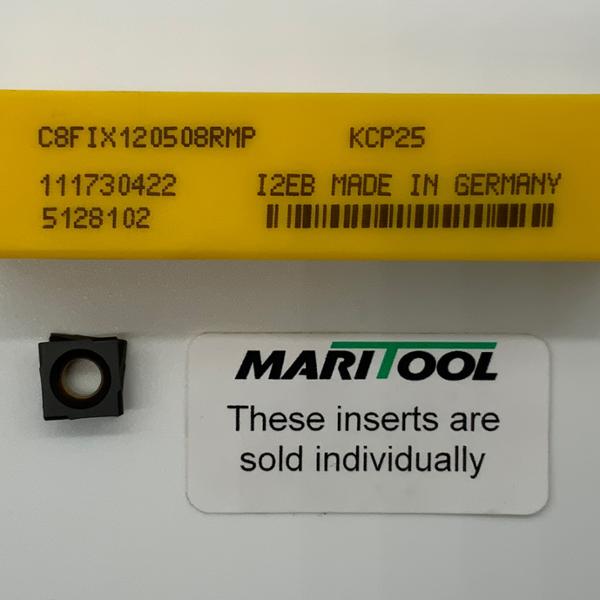 C8FIX120508RMP KCP25
111730422 I2EB MADE IN GERMANY
5128102
MARITOOL
These inserts are
sold individually